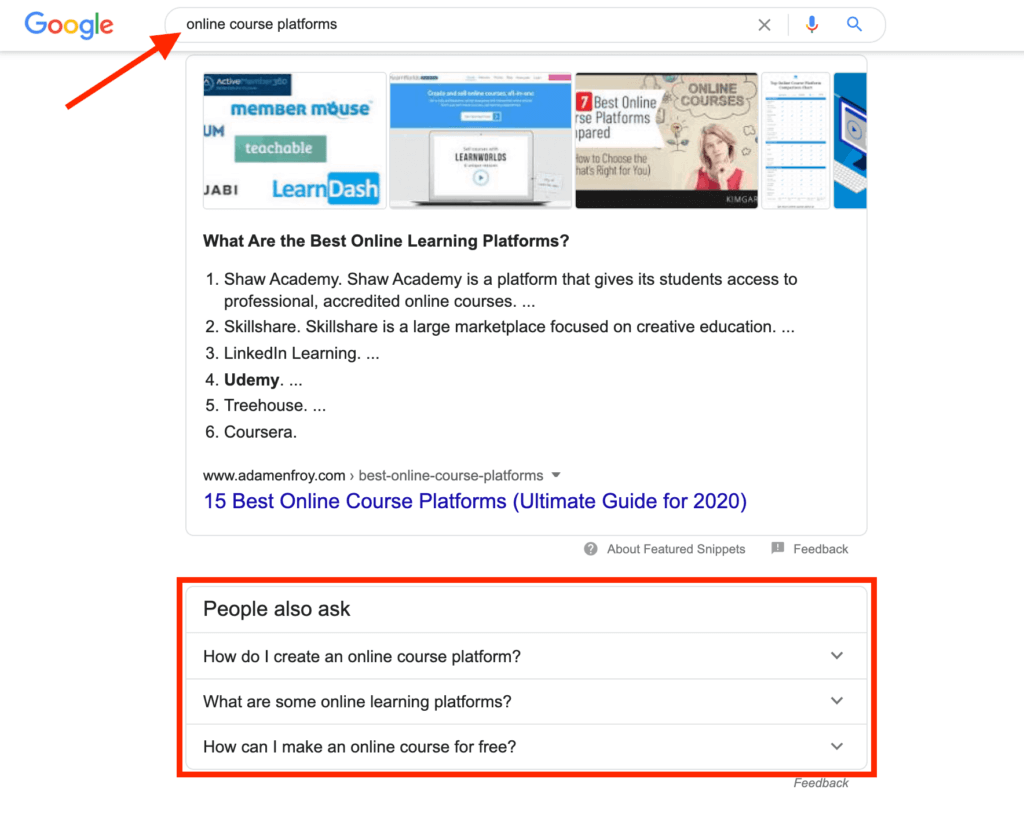 Google
online course platforms
ActiveMember360
member mouse
UM
teachable
JABI
LearnDash
Create and sell online courses, all-in-one
Sell courses with
LEARNWORLDS
7 Best Online
rse Platforms
pared
How to Choose the
hat's Right for You)
ONLINE
COURSES
KIMGAR
Top Online Course Platform
Comparison Chart
What Are the Best Online Learning Platforms?
1. Shaw Academy. Shaw Academy is a platform that gives its students access to
professional, accredited online courses. ...
2. Skillshare. Skillshare is a large marketplace focused on creative education. ...
3. LinkedIn Learning. ...
4. Udemy. ...
5. Treehouse. ...
6. Coursera.
www.adamenfroy.com › best-online-course-platforms
15 Best Online Course Platforms (Ultimate Guide for 2020)
About Featured Snippets
Feedback
People also ask
How do I create an online course platform?
What are some online learning platforms?
How can I make an online course for free?
Feedback